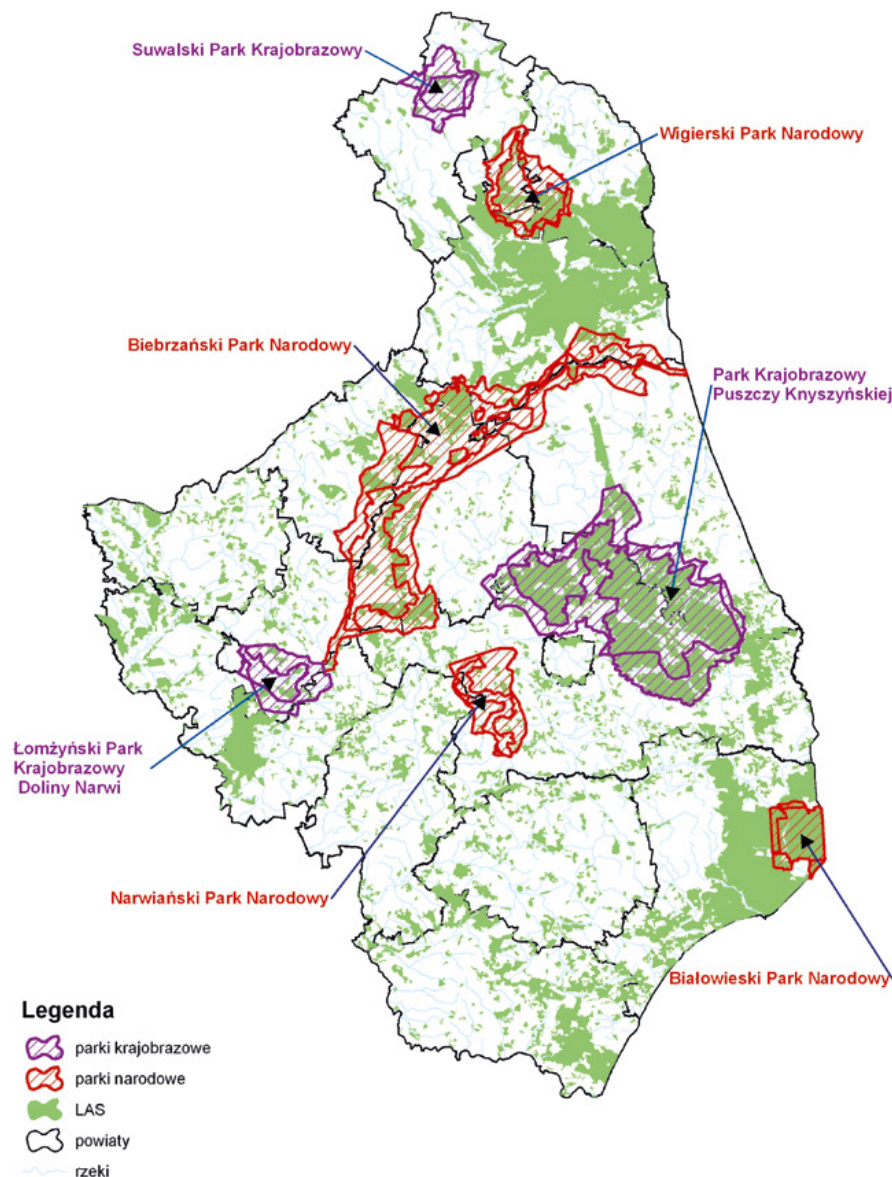 Suwalski Park Krajobrazowy
Wigierski Park Narodowy
Biebrzański Park Narodowy
Park Krajobrazowy
Puszczy Knyszyńskiej
Łomżyński Park
Krajobrazowy
Doliny Narwi
Narwiański Park Narodowy
Białowieski Park Narodowy
Legenda
parki krajobrazowe
parki narodowe
LAS
powiaty
rzeki